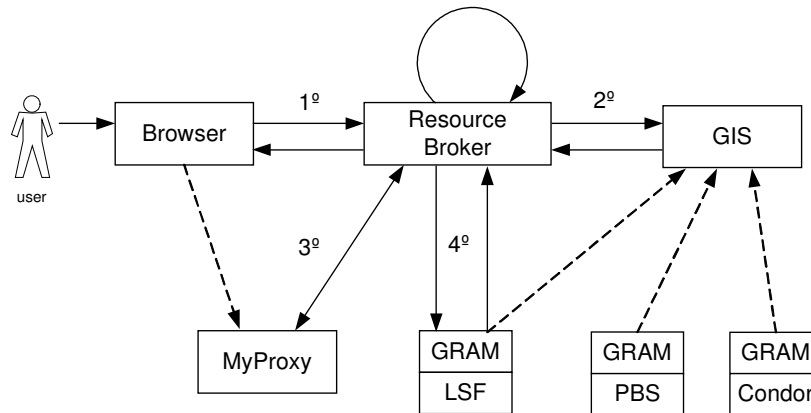 1º
2º
Browser
Resource
Broker
GIS
user
3º
4º
MyProxy
GRAM
GRAM
GRAM
LSF
PBS
Condor